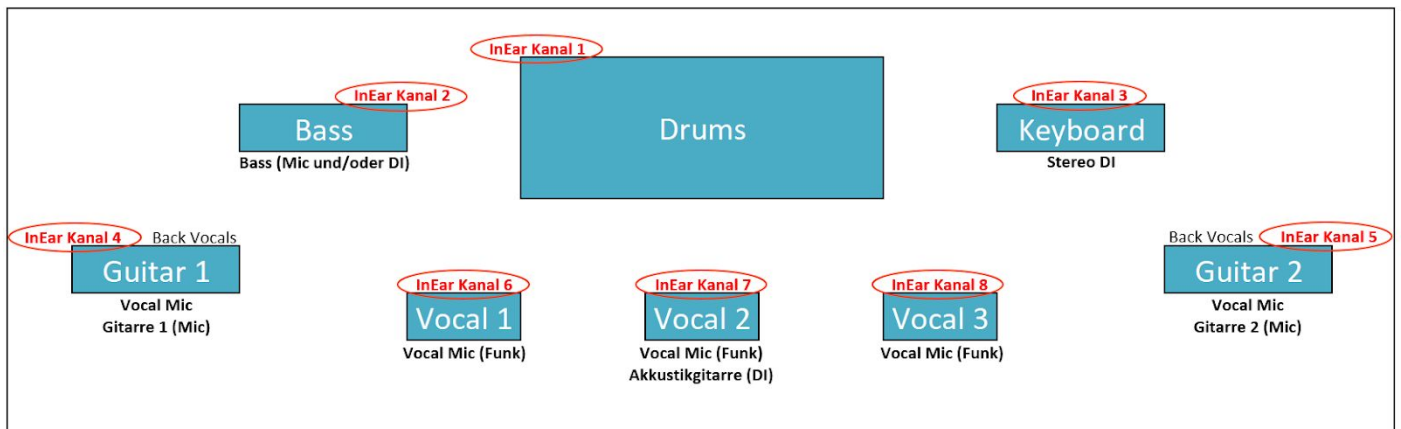 InEar Kanal 1
Drums
InEar Kanal 2
Bass
Bass (Mic und/oder DI)
InEar Kanal 3
Keyboard
Stereo DI
InEar Kanal 4
Back Vocals
Guitar 1
Vocal Mic
Gitarre 1 (Mic)
InEar Kanal 6
Vocal 1
Vocal Mic (Funk)
InEar Kanal 7
Vocal 2
Vocal Mic (Funk)
Akkustikgitarre (DI)
InEar Kanal 8
Vocal 3
Vocal Mic (Funk)
Back Vocals
InEar Kanal 5
Guitar 2
Vocal Mic
Gitarre 2 (Mic)